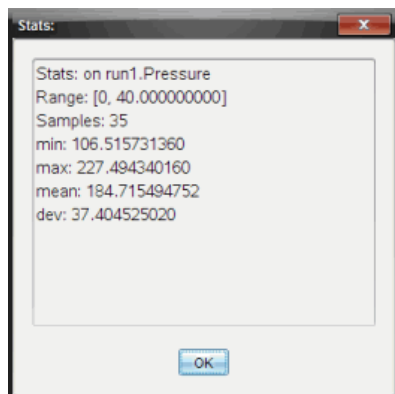 Stats:
Stats: on run1.Pressure
Range: [0, 40.000000000]
Samples: 35
min: 106.515731360
max: 227.494340160
mean: 184.715494752
dev: 37.404525020
OK